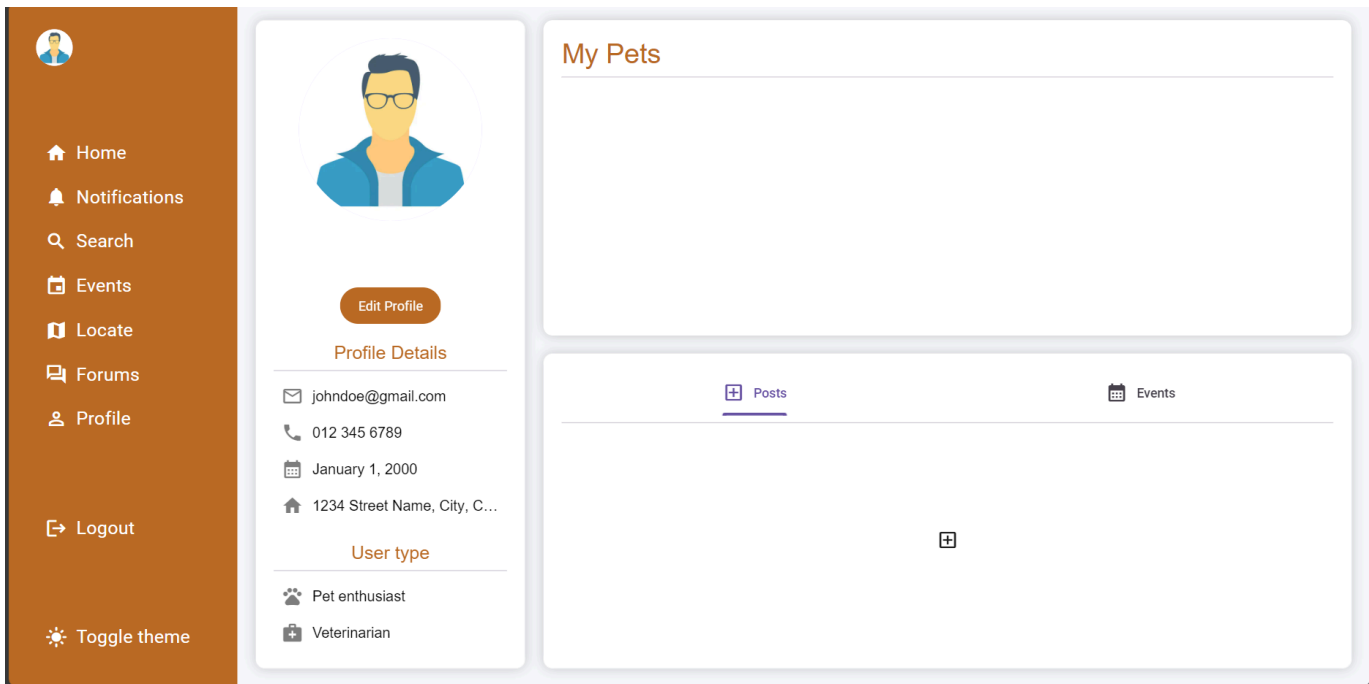 Home
Notifications
Search
Events
Locate
Forums
Profile
Logout
Toggle theme
Edit Profile
Profile Details
johndoe@gmail.com
012 345 6789
January 1, 2000
1234 Street Name, City, C...
User type
Pet enthusiast
Veterinarian
My Pets
Posts
Events